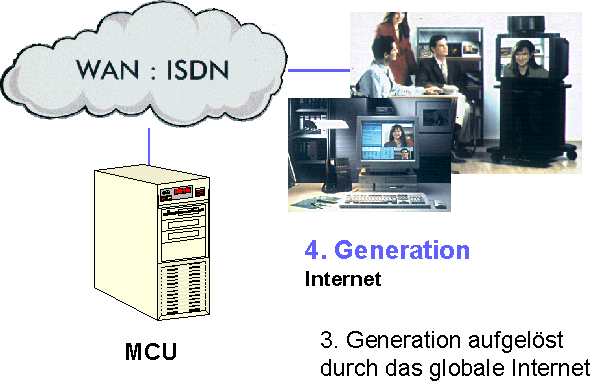 WAN : ISDN
4. Generation
Internet
MCU
3. Generation aufgelöst
durch das globale Internet